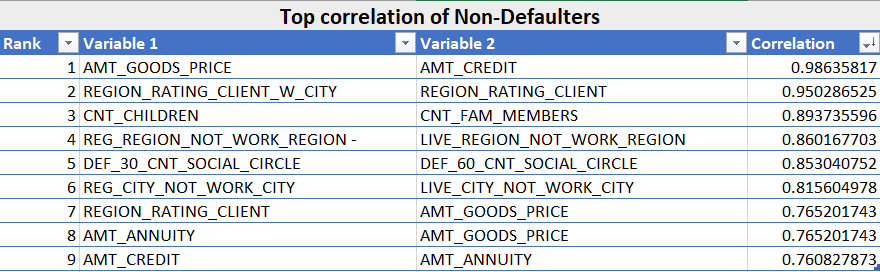 Top correlation of Non-Defaulters
Rank Variable 1 Variable 2 Correlation
1 AMT_GOODS_PRICE AMT_CREDIT 0.98635817
2 REGION_RATING_CLIENT_W_CITY REGION_RATING_CLIENT 0.950286525
3 CNT_CHILDREN CNT_FAM_MEMBERS 0.893735596
4 REG_REGION_NOT_WORK_REGION - LIVE_REGION_NOT_WORK_REGION 0.860167703
5 DEF_30_CNT_SOCIAL_CIRCLE DEF_60_CNT_SOCIAL_CIRCLE 0.853040752
6 REG_CITY_NOT_WORK_CITY LIVE_CITY_NOT_WORK_CITY 0.815604978
7 REGION_RATING_CLIENT AMT_GOODS_PRICE 0.765201743
8 AMT_ANNUITY AMT_GOODS_PRICE 0.765201743
9 AMT_CREDIT AMT_ANNUITY 0.760827873